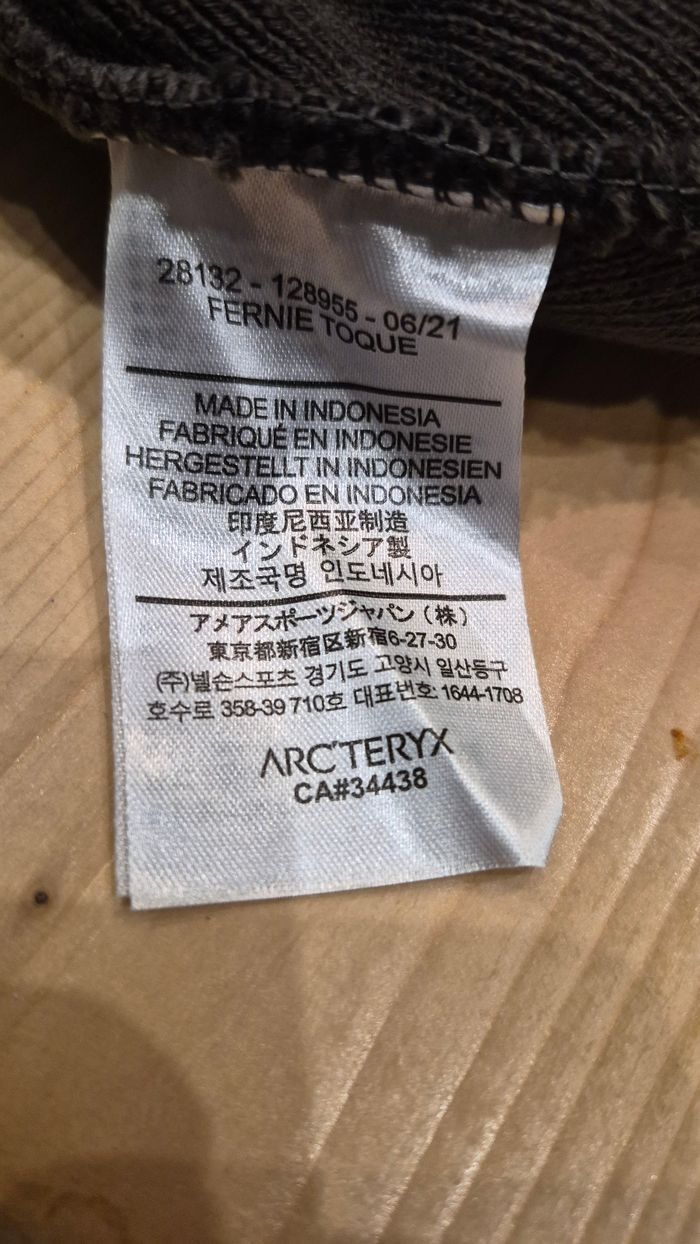 28132 - 128955 - 06/21
FERNIE TOQUE
MADE IN INDONESIA
FABRIQUÉ EN INDONESIE
HERGESTELLT IN INDONESIEN
FABRICADO EN INDONESIA
印度尼西亚制造
インドネシア製
제조국명 인도네시아
アメアスポーツジャパン（株）
東京都新宿区新宿6-27-30
(주)넬슨스포츠 경기도 고양시 일산동구
호수로 358-39 710호 대표번호: 1644-1708
ARC'TERYX
CA#34438